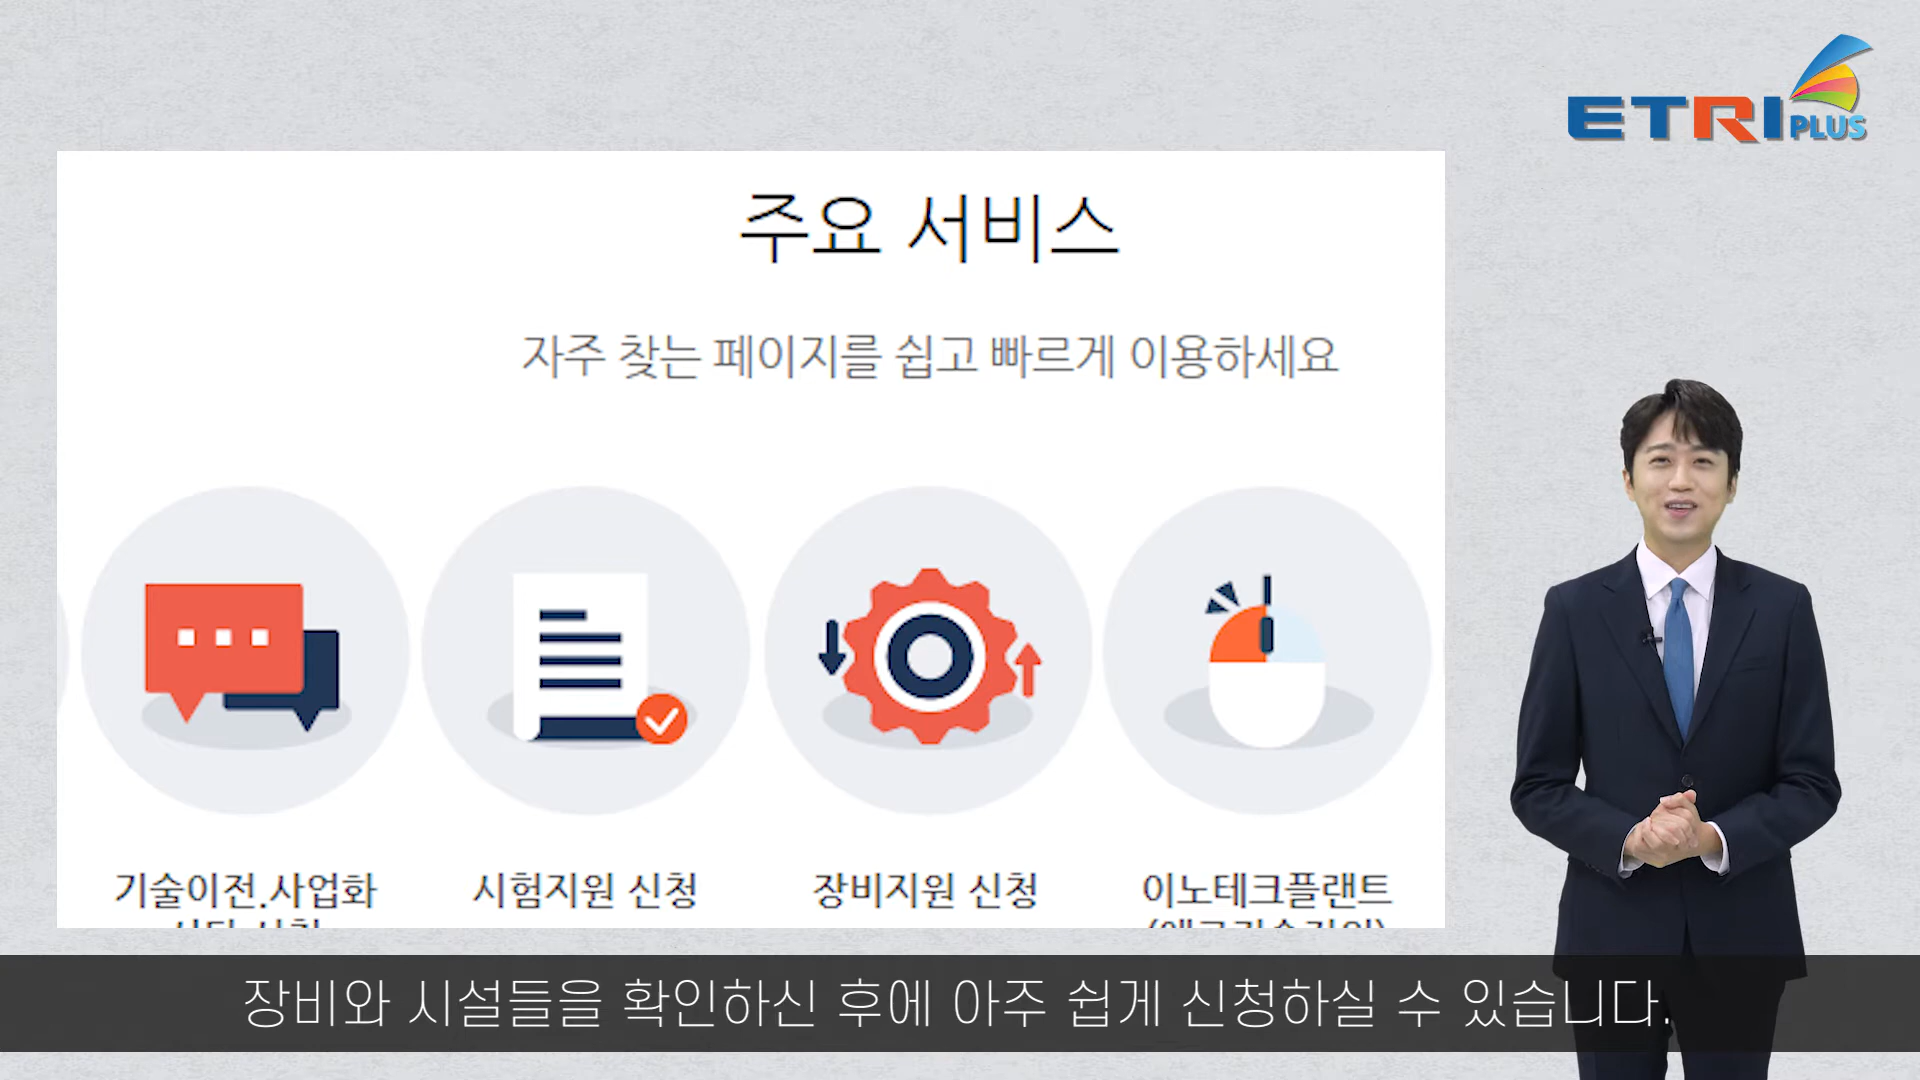 ETRI PLUS
주요 서비스
자주 찾는 페이지를 쉽고 빠르게 이용하세요
기술이전.사업화
시험지원 신청
장비지원 신청
이노테크플랜트
장비와 시설들을 확인하신 후에 아주 쉽게 신청하실 수 있습니다.